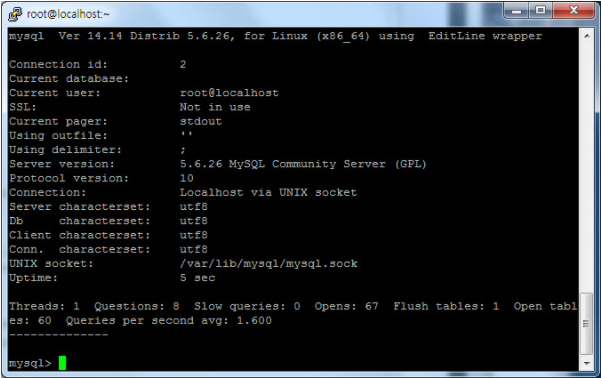 root@localhost:~
mysql  Ver 14.14 Distrib 5.6.26, for Linux (x86_64) using  EditLine wrapper
Connection id:          2
Current database:
Current user:           root@localhost
SSL:                    Not in use
Current pager:          stdout
Using outfile:          ''
Using delimiter:        ;
Server version:         5.6.26 MySQL Community Server (GPL)
Protocol version:       10
Connection:             Localhost via UNIX socket
Server characterset:    utf8
Db     characterset:    utf8
Client characterset:    utf8
Conn.  characterset:    utf8
UNIX socket:            /var/lib/mysql/mysql.sock
Uptime:                 5 sec
Threads: 1  Questions: 8  Slow queries: 0  Opens: 67  Flush tables: 1  Open tabl
es: 60  Queries per second avg: 1.600
--------------
mysql>